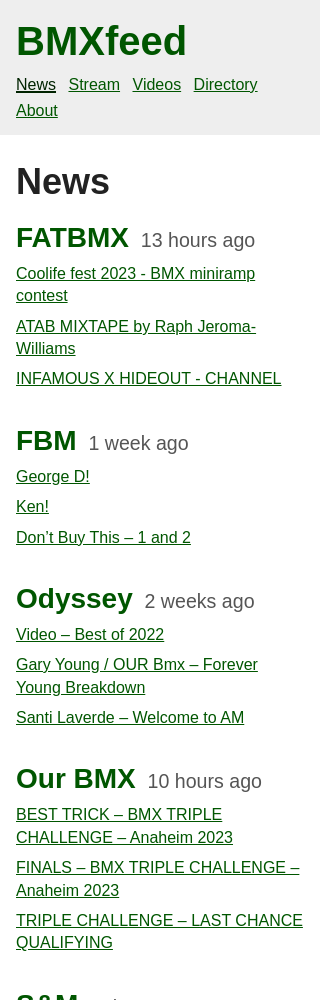 BMXfeed
News Stream Videos Directory
About
News
FATBMX 13 hours ago
Coolife fest 2023 - BMX miniramp
contest
ATAB MIXTAPE by Raph Jeroma-
Williams
INFAMOUS X HIDEOUT - CHANNEL
FBM 1 week ago
George D!
Ken!
Don’t Buy This – 1 and 2
Odyssey 2 weeks ago
Video – Best of 2022
Gary Young / OUR Bmx – Forever
Young Breakdown
Santi Laverde – Welcome to AM
Our BMX 10 hours ago
BEST TRICK – BMX TRIPLE
CHALLENGE – Anaheim 2023
FINALS – BMX TRIPLE CHALLENGE –
Anaheim 2023
TRIPLE CHALLENGE – LAST CHANCE
QUALIFYING
S&M